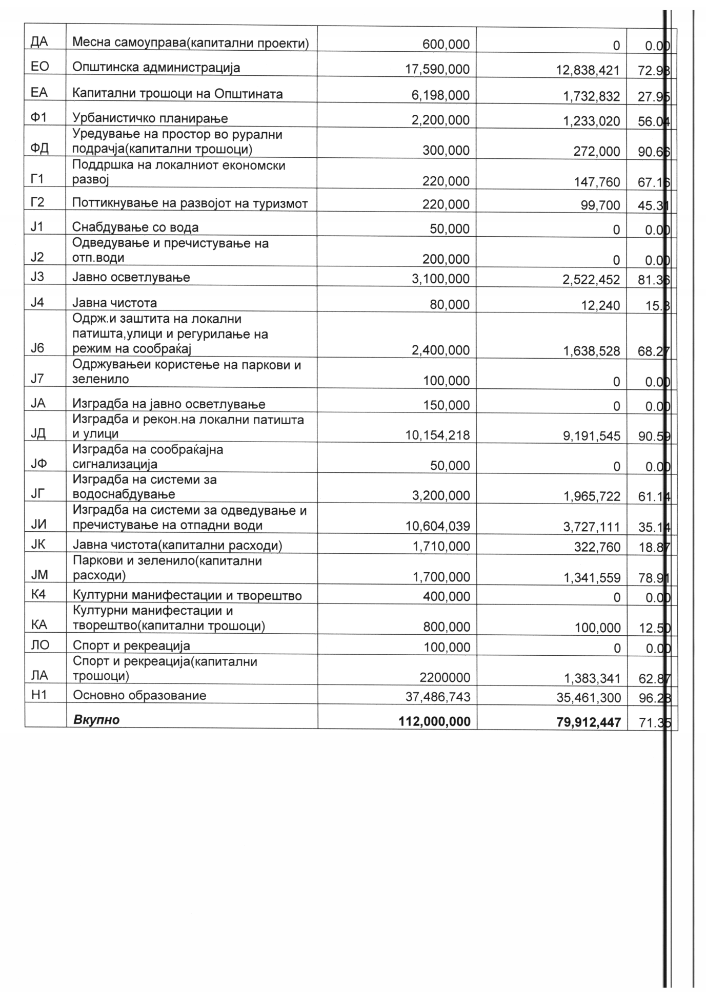 ДА Месна самоуправа(капитални проекти) 600,000 0 0.00
ЕО Општинска администрација 17,590,000 12,838,421 72.98
ЕА Капитални трошоци на Општината 6,198,000 1,732,832 27.95
Ф1 Урбанистичко планирање 2,200,000 1,233,020 56.04
Уредување на простор во рурални
ФД подрачја(капитални трошоци) 300,000 272,000 90.66
Поддршка на локалниот економски
Г1 развој 220,000 147,760 67.16
Г2 Поттикнување на развојот на туризмот 220,000 99,700 45.31
Ј1 Снабдување со вода 50,000 0 0.00
Одведување и пречистување на
Ј2 отп.води 200,000 0 0.00
Ј3 Јавно осветлување 3,100,000 2,522,452 81.36
Ј4 Јавна чистота 80,000 12,240 15.3
Одрж.и заштита на локални
патишта,улици и регурилање на
Ј6 режим на сообраќај 2,400,000 1,638,528 68.27
Одржувањеи користење на паркови и
Ј7 зеленило 100,000 0 0.00
ЈА Изградба на јавно осветлување 150,000 0 0.00
Изградба и рекон.на локални патишта
ЈД и улици 10,154,218 9,191,545 90.59
Изградба на сообраќајна
ЈФ сигнализација 50,000 0 0.00
Изградба на системи за
ЈГ водоснабдување 3,200,000 1,965,722 61.14
Изградба на системи за одведување и
ЈИ пречистување на отпадни води 10,604,039 3,727,111 35.14
ЈК Јавна чистота(капитални расходи) 1,710,000 322,760 18.87
Паркови и зеленило(капитални
ЈМ расходи) 1,700,000 1,341,559 78.91
К4 Културни манифестации и творештво 400,000 0 0.00
Културни манифестации и
КА творештво(капитални трошоци) 800,000 100,000 12.50
ЛО Спорт и рекреација 100,000 0 0.00
Спорт и рекреација(капитални
ЛА трошоци) 2200000 1,383,341 62.87
Н1 Основно образование 37,486,743 35,461,300 96.28
Вкупно 112,000,000 79,912,447 71.35